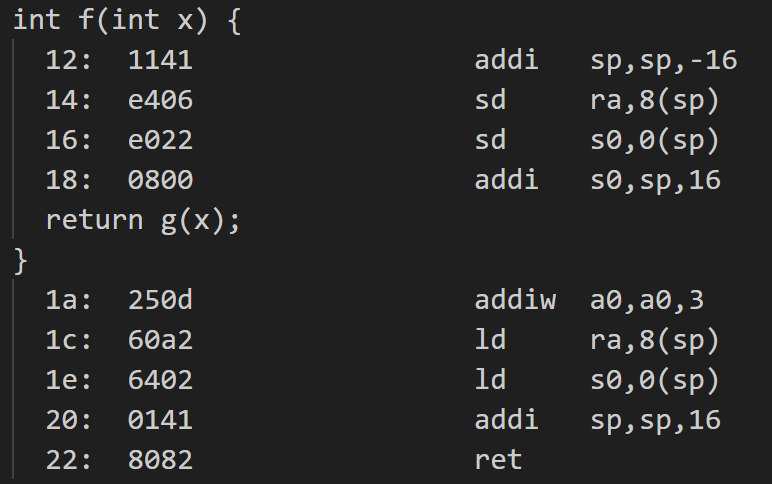 int f(int x) {
  12:  1141                 addi   sp,sp,-16
  14:  e406                 sd     ra,8(sp)
  16:  e022                 sd     s0,0(sp)
  18:  0800                 addi   s0,sp,16
  return g(x);
}
  1a:  250d                 addiw  a0,a0,3
  1c:  60a2                 ld     ra,8(sp)
  1e:  6402                 ld     s0,0(sp)
  20:  0141                 addi   sp,sp,16
  22:  8082                 ret